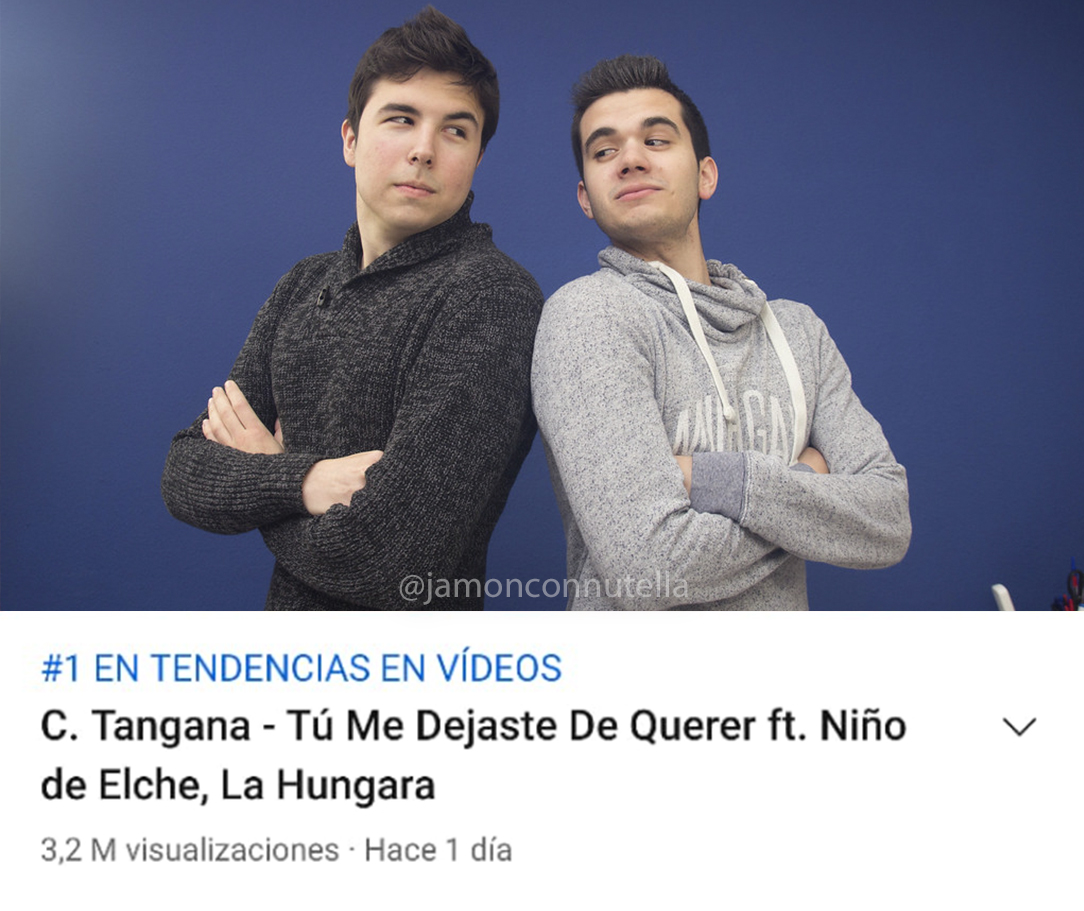 @jamonconnutella
#1 EN TENDENCIAS EN VÍDEOS
C. Tangana - Tú Me Dejaste De Querer ft. Niño
de Elche, La Hungara
3,2 M visualizaciones · Hace 1 día